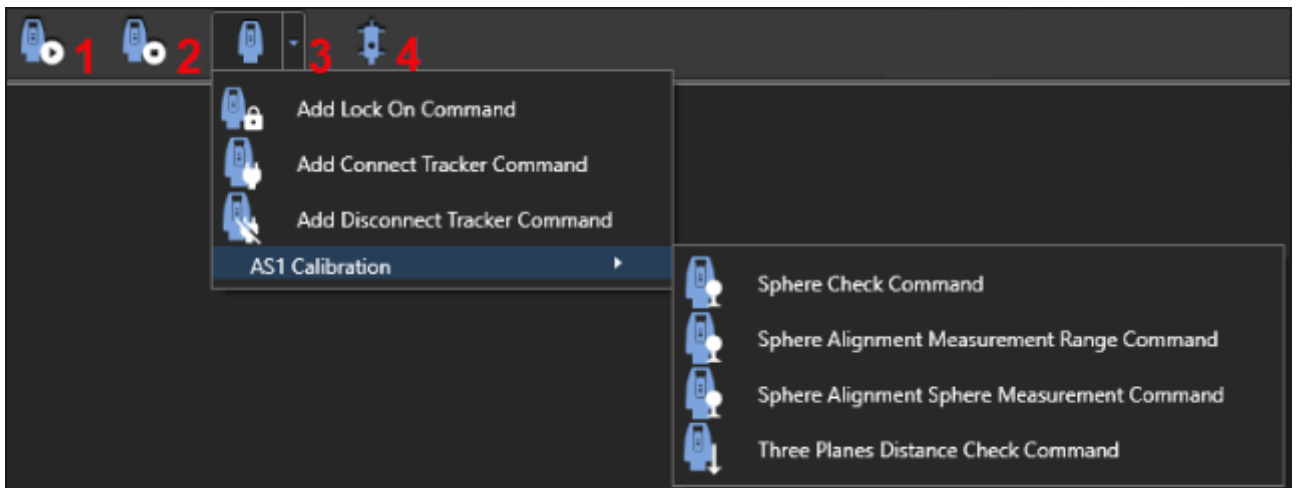 1 2 3 4
Add Lock On Command
Add Connect Tracker Command
Add Disconnect Tracker Command
AS1 Calibration
Sphere Check Command
Sphere Alignment Measurement Range Command
Sphere Alignment Sphere Measurement Command
Three Planes Distance Check Command